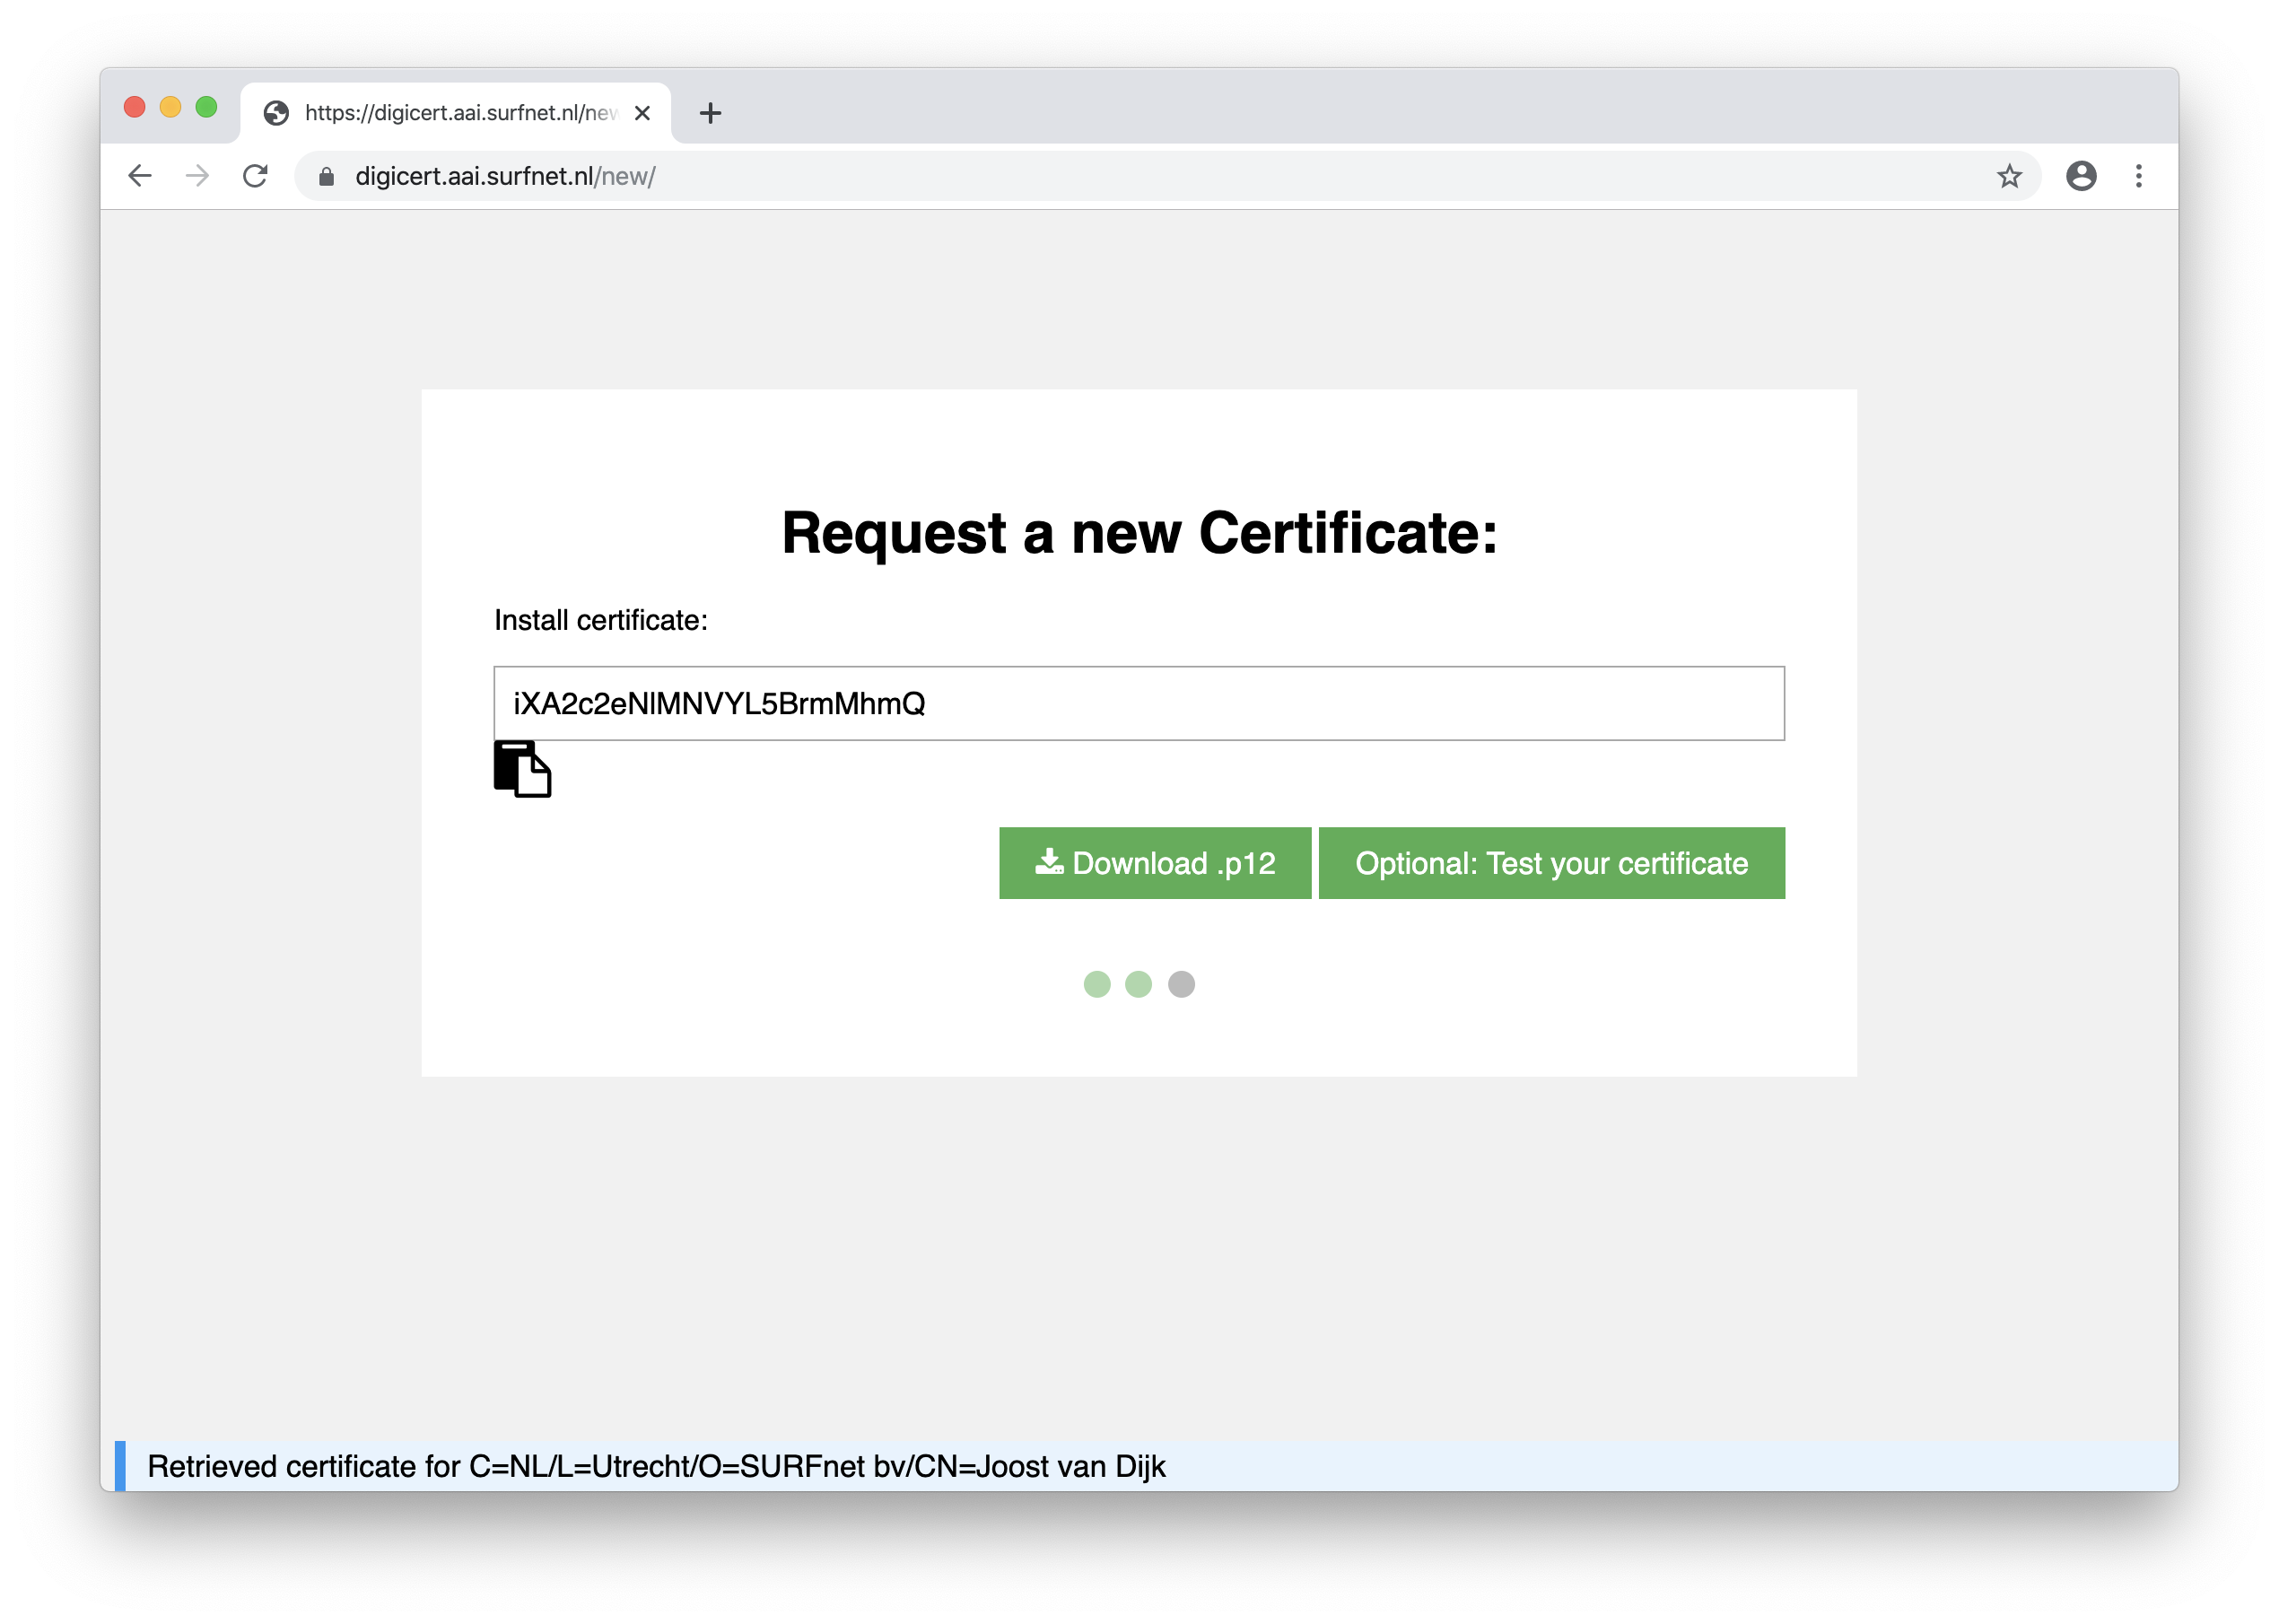 https://digicert.aai.surfnet.nl/new
digicert.aai.surfnet.nl/new/
Request a new Certificate:
Install certificate:
iXA2c2eNlMNVYL5BrmMhmQ
Download .p12
Optional: Test your certificate
Retrieved certificate for C=NL/L=Utrecht/O=SURFnet bv/CN=Joost van Dijk